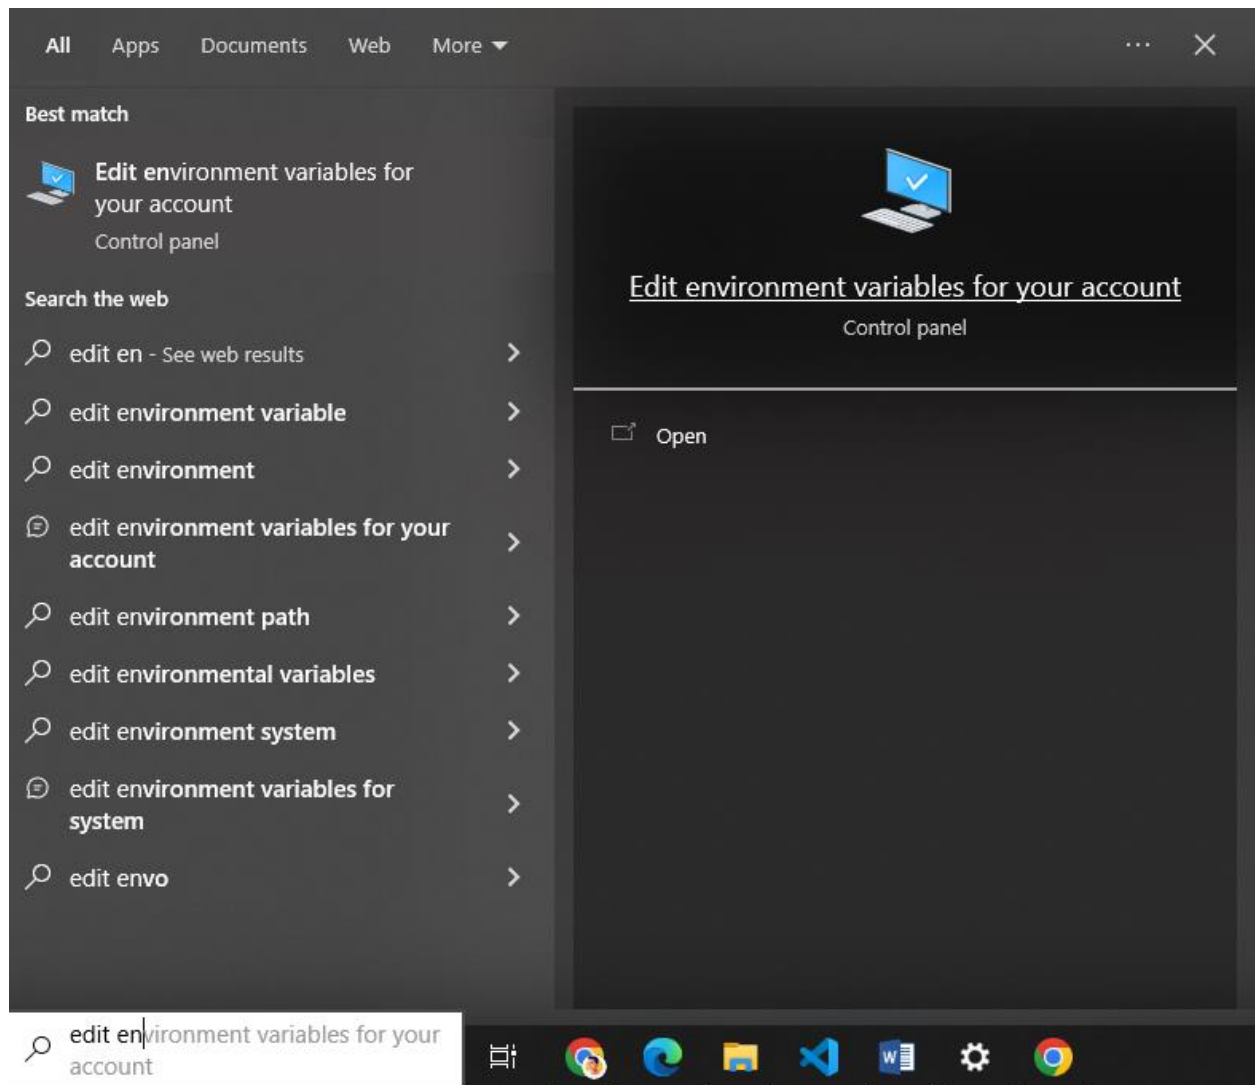 All Apps Documents Web More
Best match
Edit environment variables for
your account
Control panel
Search the web
edit en - See web results
edit environment variable
edit environment
edit environment variables for your
account
edit environment path
edit environmental variables
edit environment system
edit environment variables for
system
edit envo
Edit environment variables for your account
Control panel
Open
edit environment variables for your
account